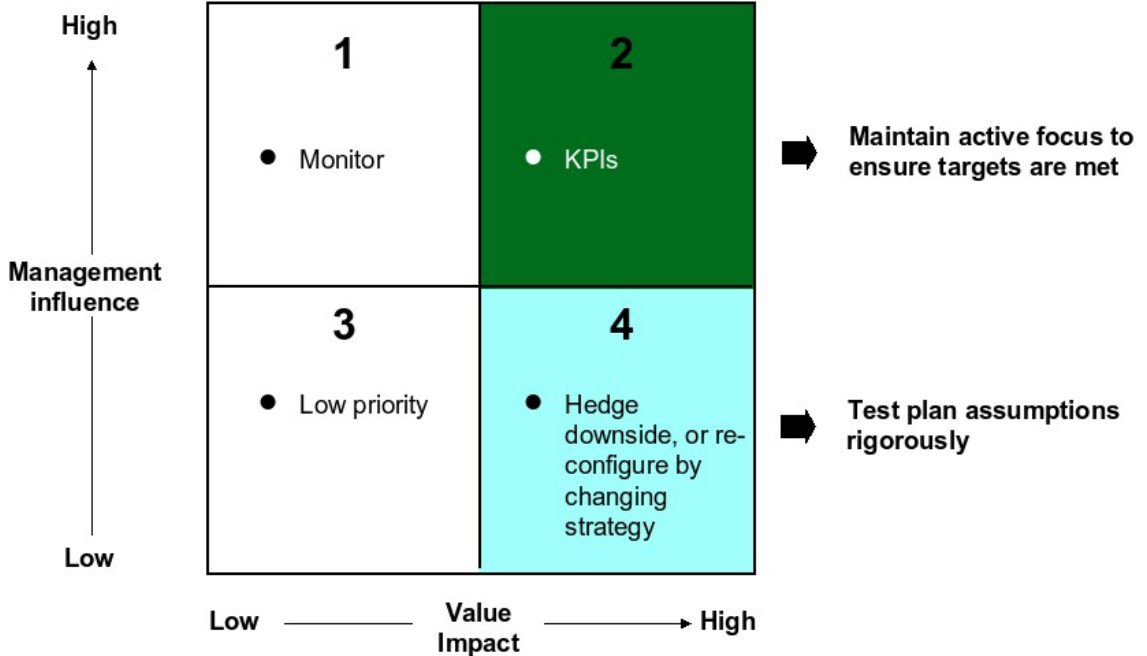 High
1
2
Monitor
KPIs
Maintain active focus to
ensure targets are met
Management
influence
3
4
Low priority
Hedge
downside, or re-
configure by
changing
strategy
Test plan assumptions
rigorously
Low
Low
Value
Impact
High